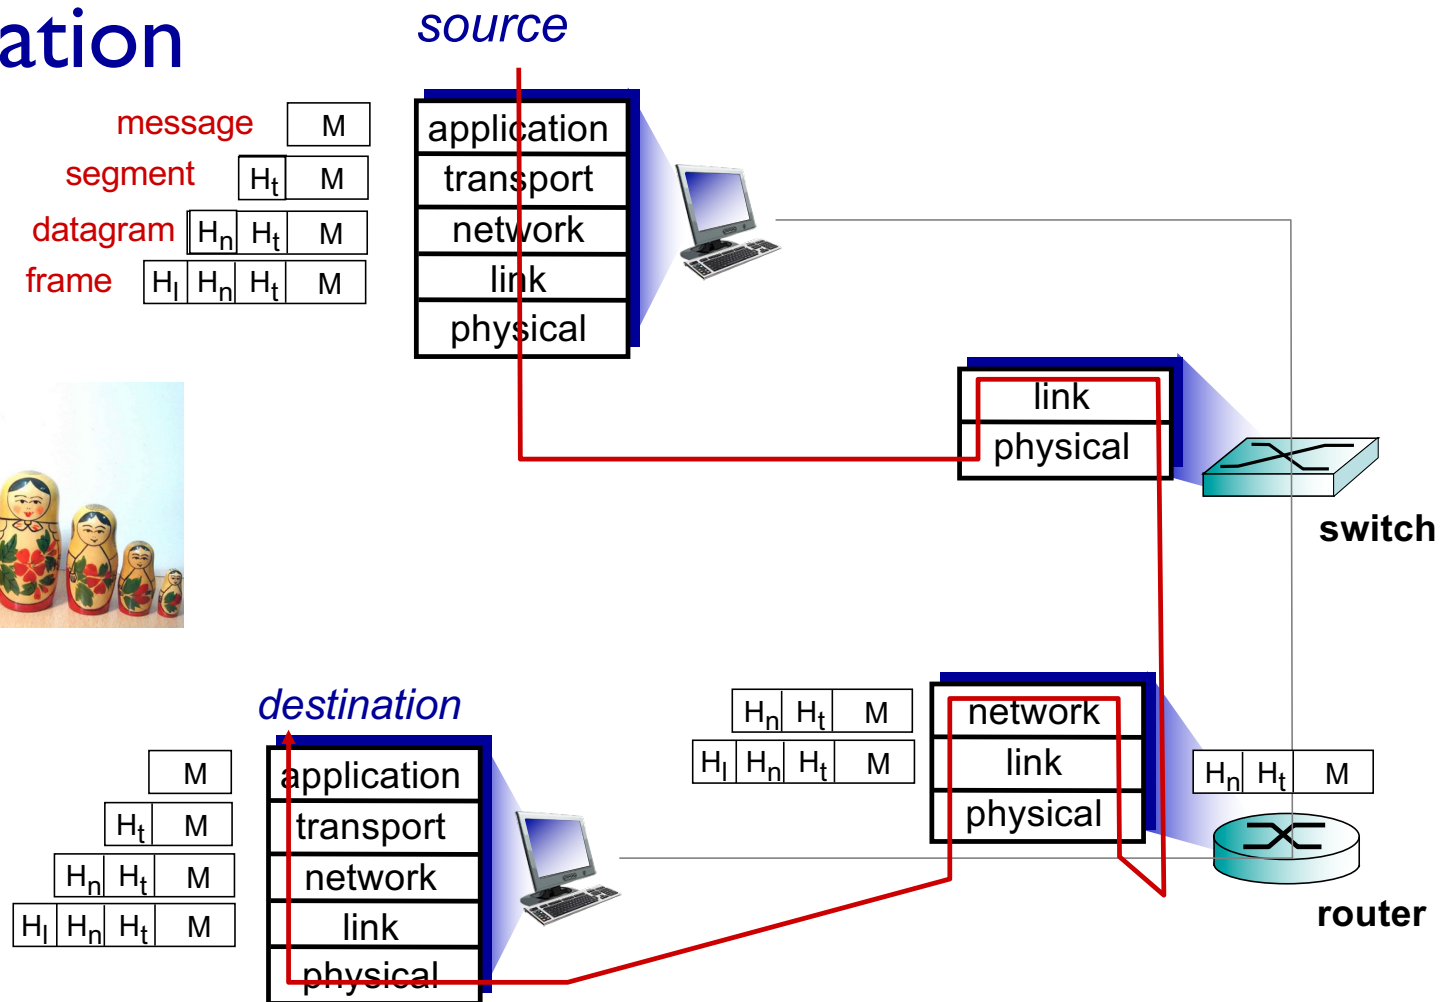 ation
source
message M
segment Ht M
datagram Hn Ht M
frame Hl Hn Ht M
application
transport
network
link
physical
link
physical
switch
destination
M
Ht M
Hn Ht M
Hl Hn Ht M
application
transport
network
link
physical
Hn Ht M
Hl Hn Ht M
network
link
physical
Hn Ht M
router